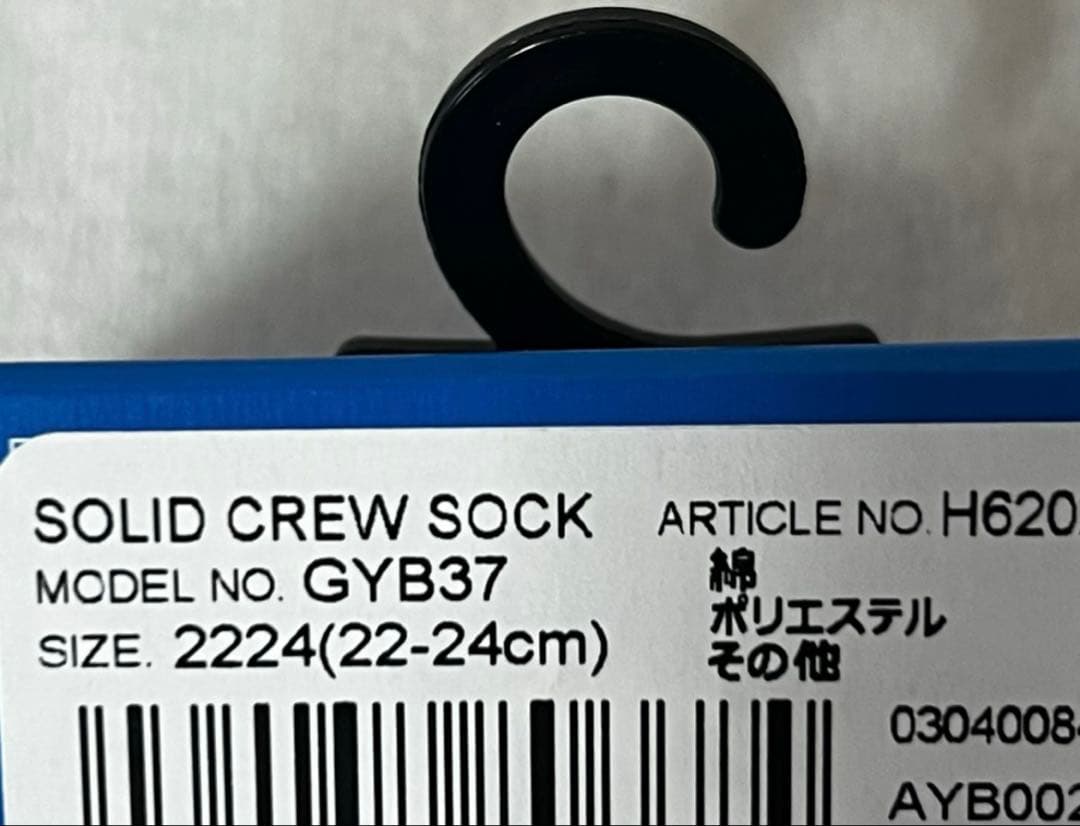 SOLID CREW SOCK
ARTICLE NO. H620
MODEL NO. GYB37
綿
ポリエステル
SIZE. 2224(22-24cm)
その他
0304008
AYB002